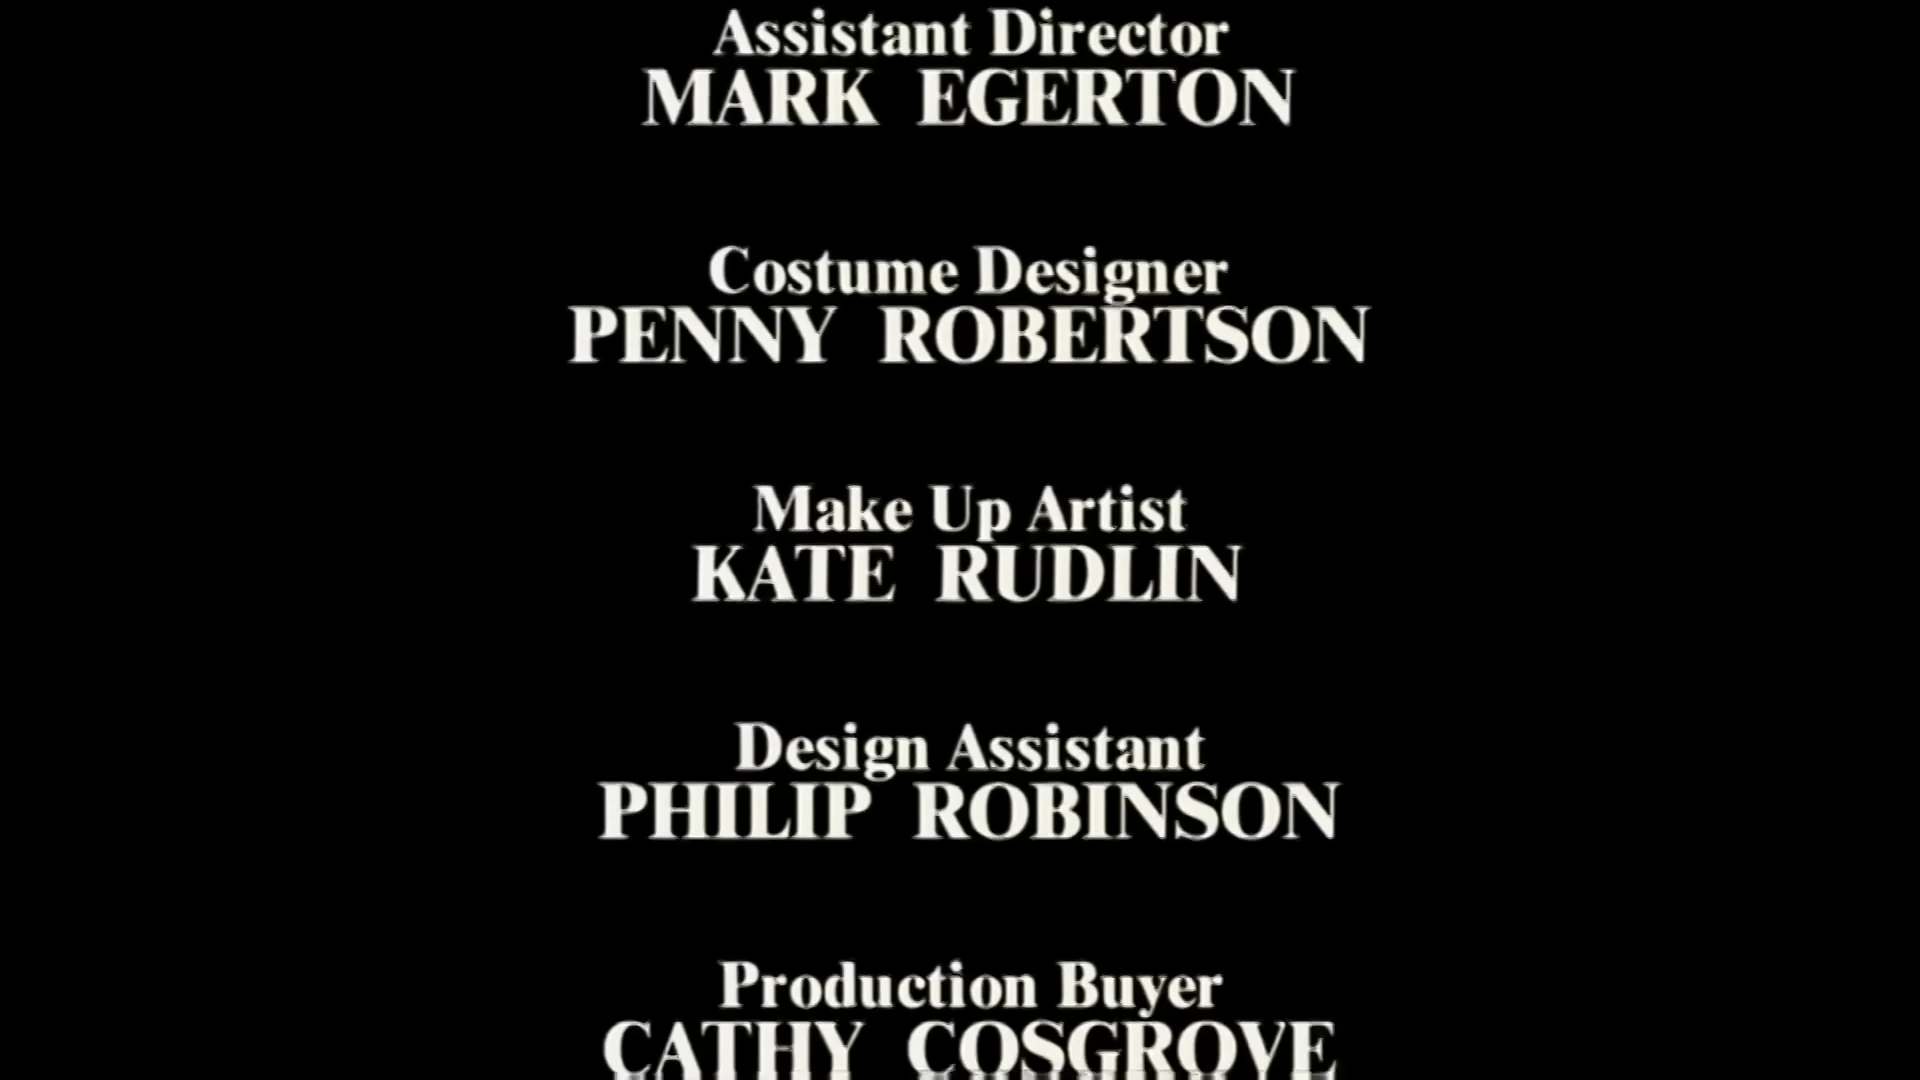 Assistant Director
MARK EGERTON
Costume Designer
PENNY ROBERTSON
Make Up Artist
KATE RUDLIN
Design Assistant
PHILIP ROBINSON
Production Buyer
CATHY COSGROVE